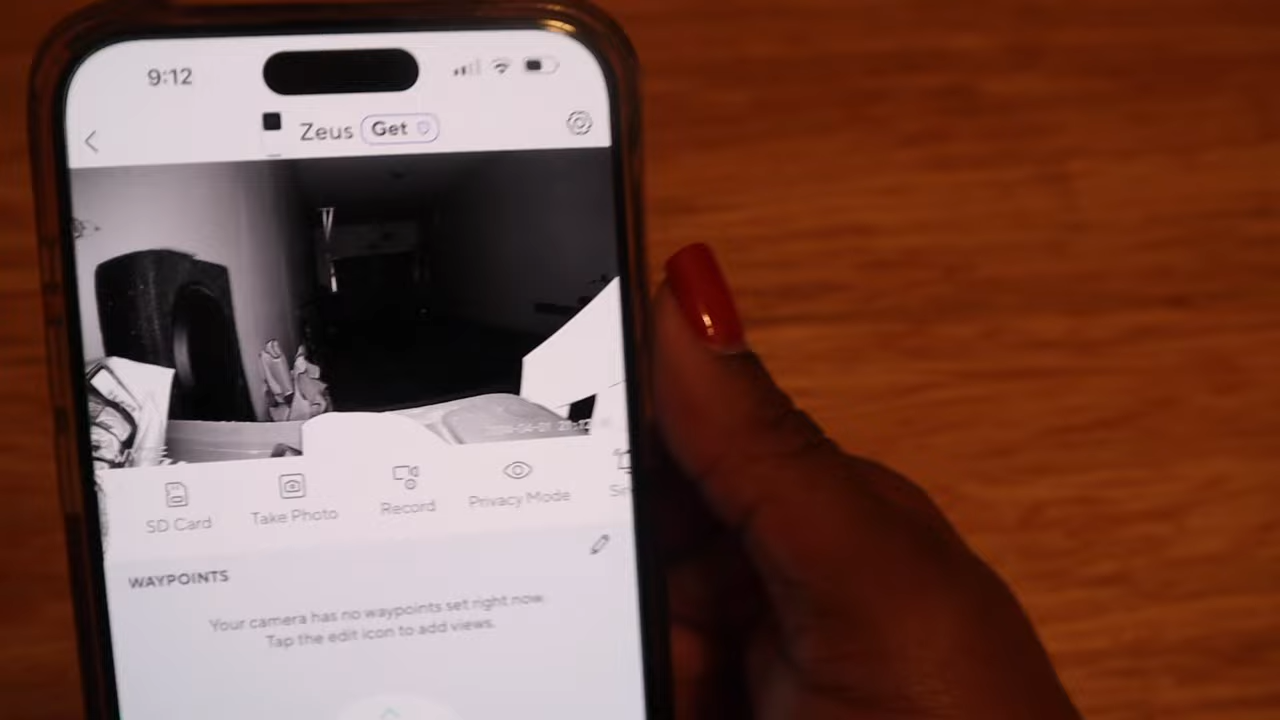 9:12
Zeus Get
SD Card
Take Photo
Record
Privacy Mode
WAYPOINTS
Your camera has no waypoints set right now.
Tap the edit icon to add views.